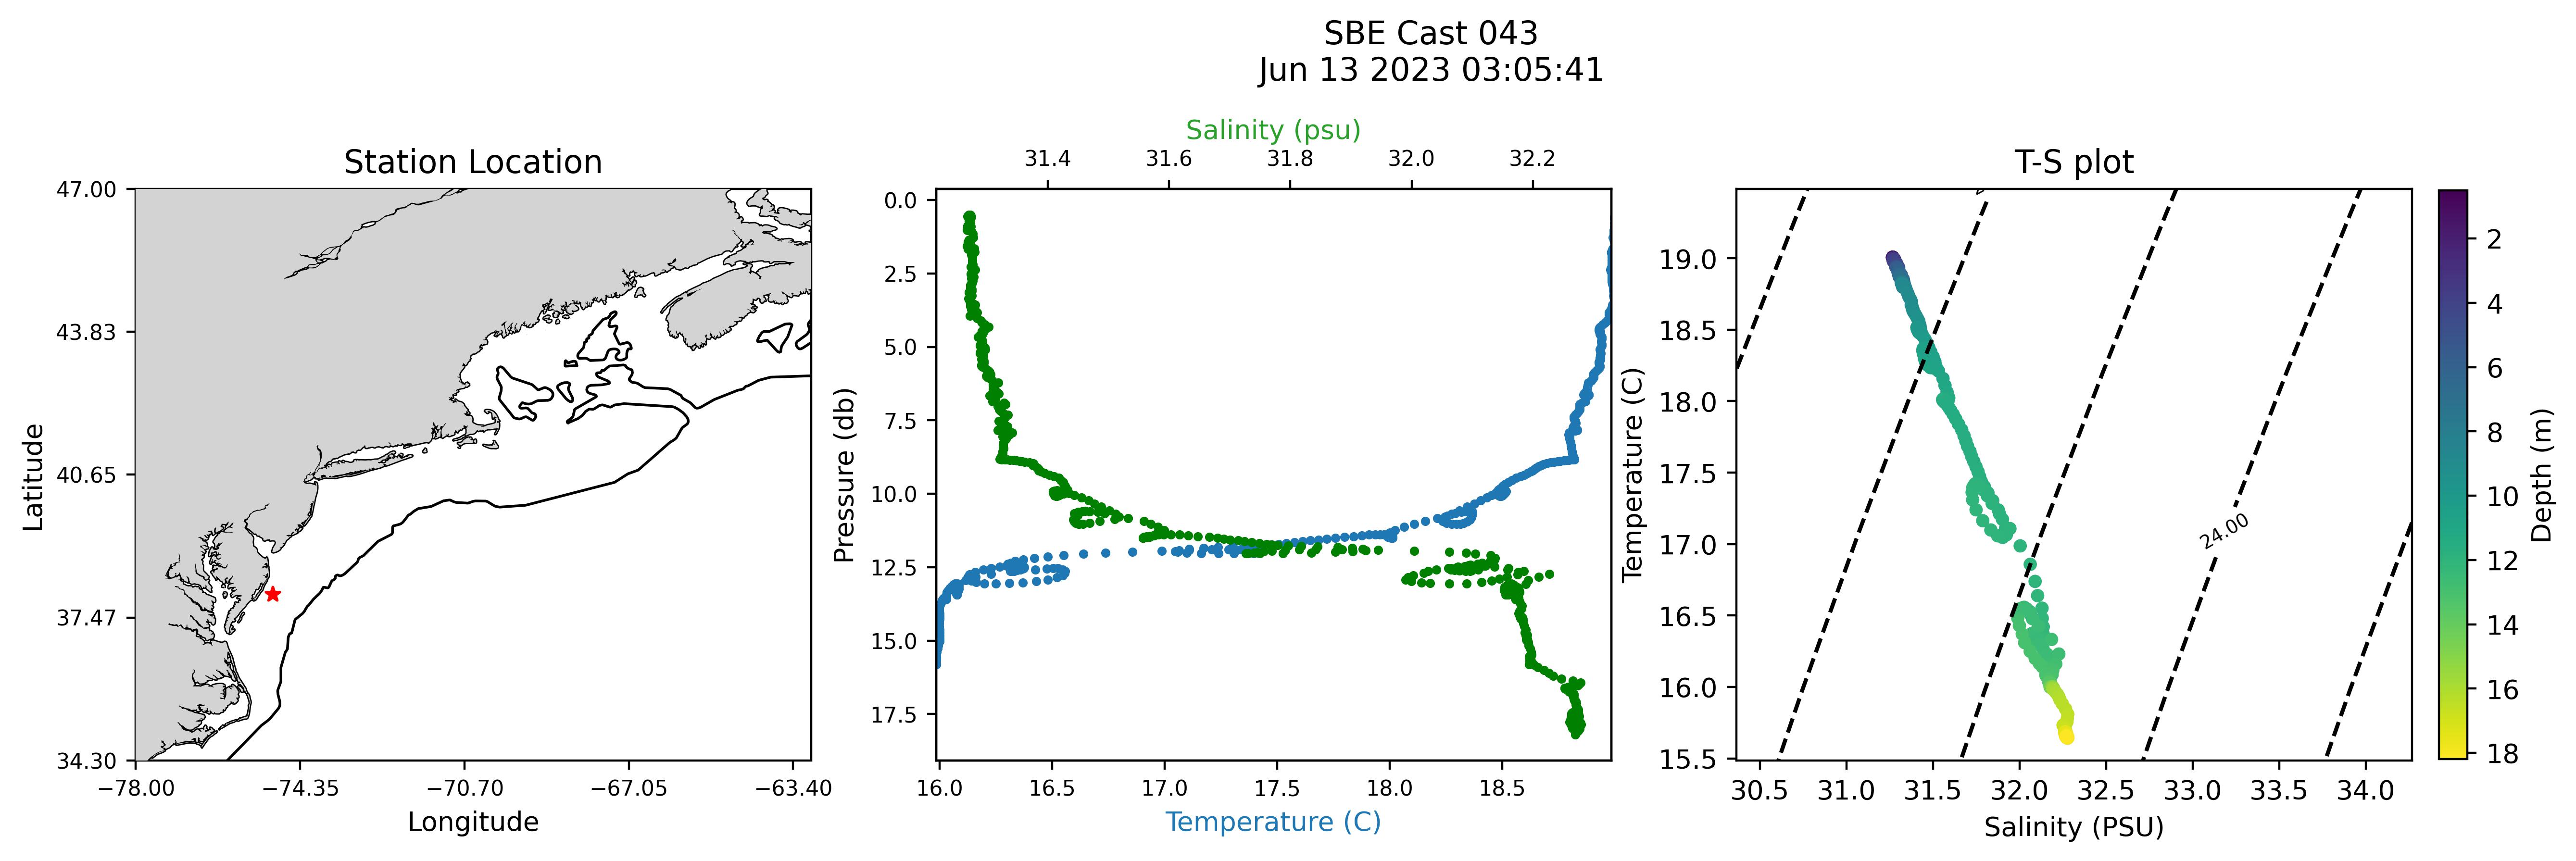 SBE Cast 043
Jun 13 2023 03:05:41
Station Location
47.00
43.83
40.65
37.47
34.30
Latitude
−78.00 −74.35 −70.70 −67.05 −63.40
Longitude
Salinity (psu)
31.4 31.6 31.8 32.0 32.2
0.0
2.5
5.0
7.5
10.0
12.5
15.0
17.5
Pressure (db)
16.0 16.5 17.0 17.5 18.0 18.5
Temperature (C)
T-S plot
19.0
18.5
18.0
17.5
17.0
16.5
16.0
15.5
Temperature (C)
24.00
30.5 31.0 31.5 32.0 32.5 33.0 33.5 34.0
Salinity (PSU)
2
4
6
8
10
12
14
16
18
Depth (m)